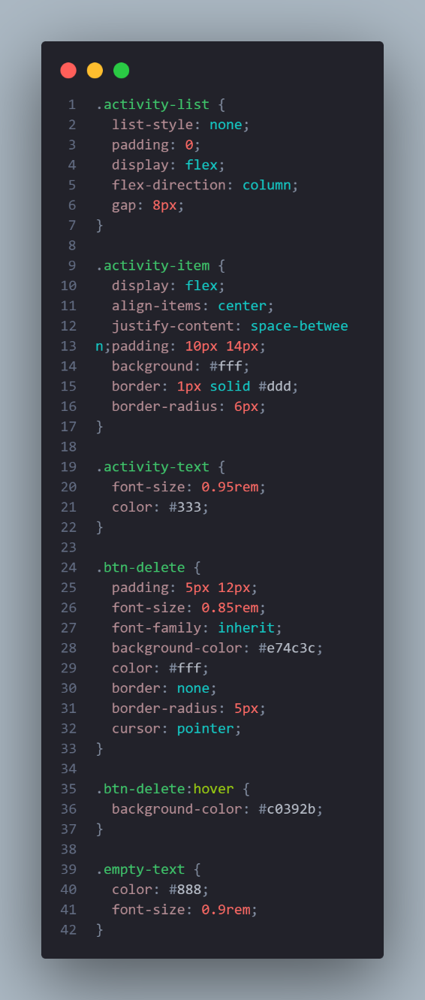 1 .activity-list {
2   list-style: none;
3   padding: 0;
4   display: flex;
5   flex-direction: column;
6   gap: 8px;
7 }
8
9 .activity-item {
10   display: flex;
11   align-items: center;
12   justify-content: space-betwee
13 n;padding: 10px 14px;
14   background: #fff;
15   border: 1px solid #ddd;
16   border-radius: 6px;
17 }
18
19 .activity-text {
20   font-size: 0.95rem;
21   color: #333;
22 }
23
24 .btn-delete {
25   padding: 5px 12px;
26   font-size: 0.85rem;
27   font-family: inherit;
28   background-color: #e74c3c;
29   color: #fff;
30   border: none;
31   border-radius: 5px;
32   cursor: pointer;
33 }
34
35 .btn-delete:hover {
36   background-color: #c0392b;
37 }
38
39 .empty-text {
40   color: #888;
41   font-size: 0.9rem;
42 }